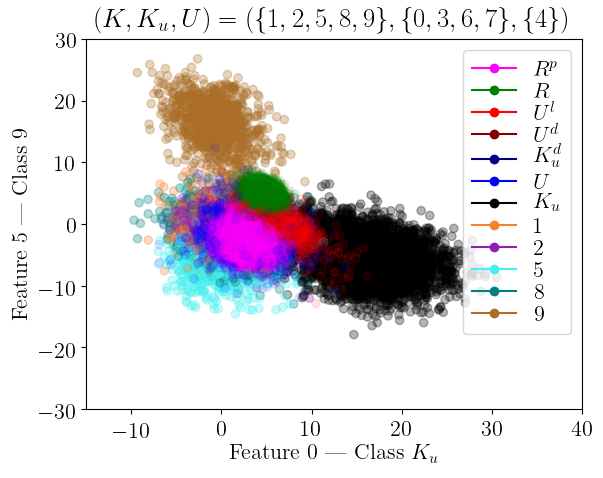 (K, K_u, U) = ({1, 2, 5, 8, 9}, {0, 3, 6, 7}, {4})
30
20
10
0
−10
−20
−30
−10
0
10
20
30
40
Feature 5 — Class 9
Feature 0 — Class K_u
R^p
R
U^l
U^d
K_u^d
U
K_u
1
2
5
8
9